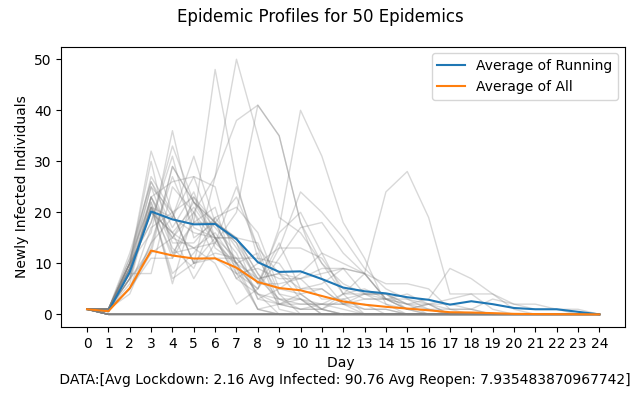 Epidemic Profiles for 50 Epidemics
50
40
30
20
10
0
Newly Infected Individuals
Average of Running
Average of All
0 1 2 3 4 5 6 7 8 9 10 11 12 13 14 15 16 17 18 19 20 21 22 23 24
Day
DATA:[Avg Lockdown: 2.16 Avg Infected: 90.76 Avg Reopen: 7.935483870967742]